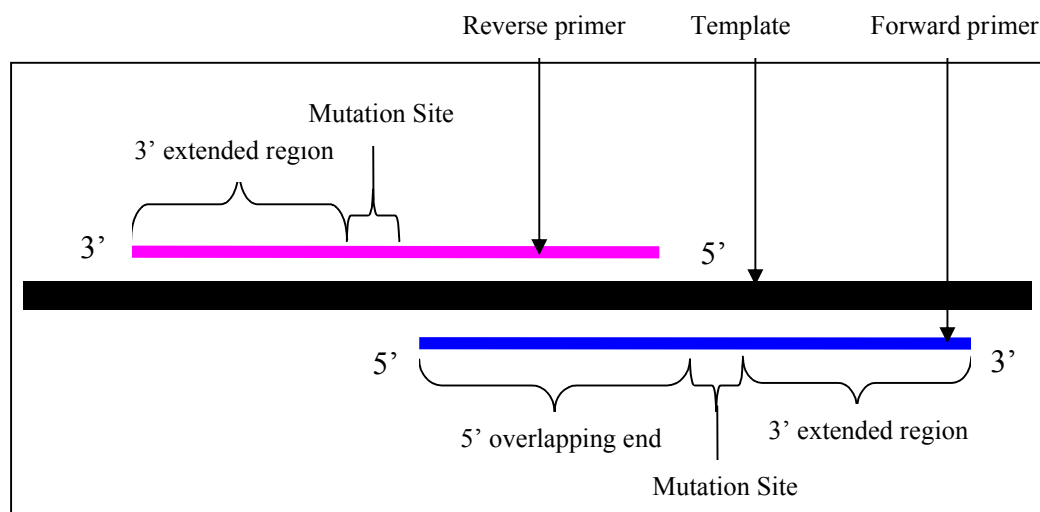 Reverse primer Template Forward primer
Mutation Site
3’ extended region
3’ 5’
5’ 3’
5’ overlapping end 3’ extended region
Mutation Site